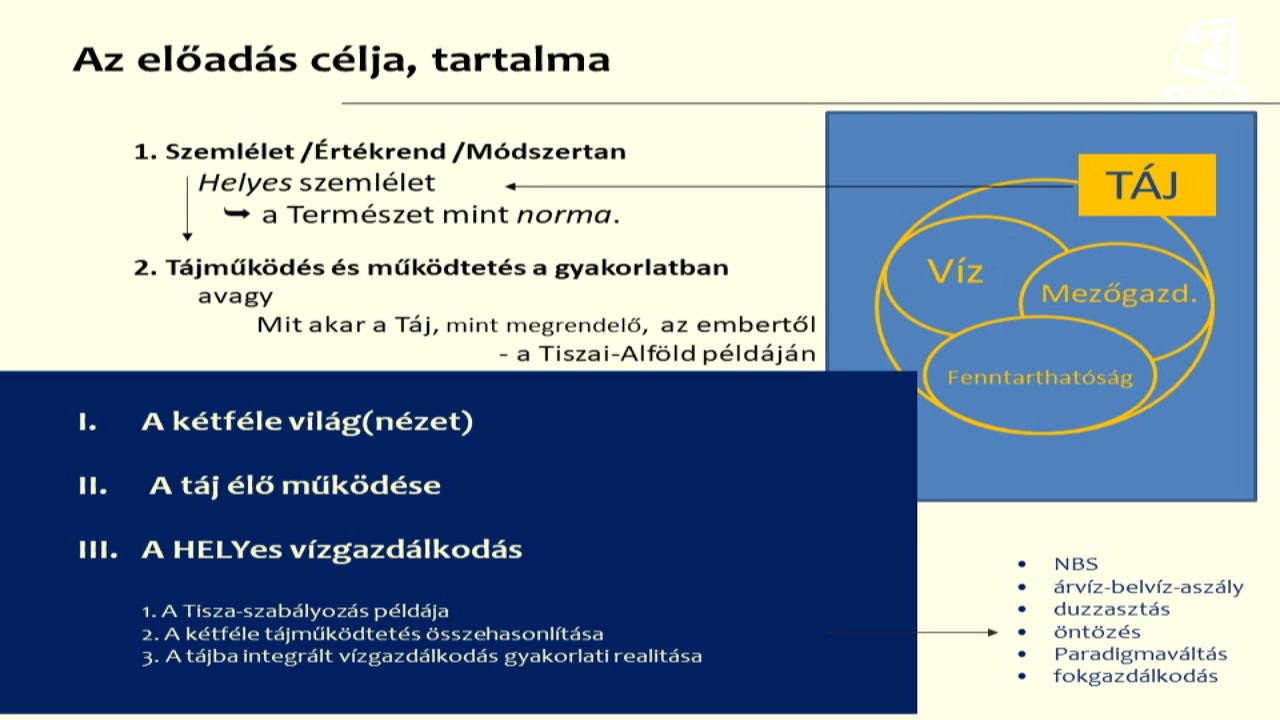 Az előadás célja, tartalma
1. Szemlélet /Értékrend /Módszertan
Helyes szemlélet
➥ a Természet mint norma.
2. Tájműködés és működtetés a gyakorlatban
avagy
Mit akar a Táj, mint megrendelő, az embertől
- a Tiszai-Alföld példáján
TÁJ
Víz
Mezőgazd.
Fenntarthatóság
I. A kétféle világ(nézet)
II. A táj élő működése
III. A HELYes vízgazdálkodás
1. A Tisza-szabályozás példája
2. A kétféle tájműködtetés összehasonlítása
3. A tájba integrált vízgazdálkodás gyakorlati realitása
• NBS
• árvíz-belvíz-aszály
• duzzasztás
• öntözés
• Paradigmaváltás
• fokgazdálkodás